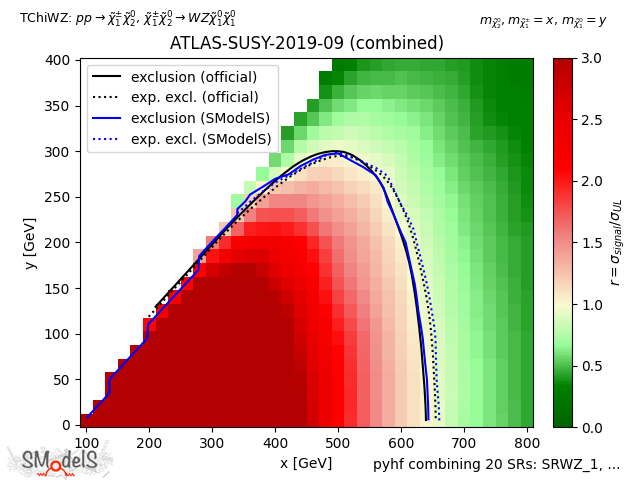 TChiWZ: pp → χ̃₁^± χ̃₂⁰, χ̃₁^± χ̃₂⁰ → WZχ̃₁⁰χ̃₁⁰
m_χ̃₂⁰, m_χ̃₁^± = x, m_χ̃₁⁰ = y
ATLAS-SUSY-2019-09 (combined)
exclusion (official)
exp. excl. (official)
exclusion (SModelS)
exp. excl. (SModelS)
400
350
300
250
200
150
100
50
0
y [GeV]
100 200 300 400 500 600 700 800
x [GeV]
3.0
2.5
2.0
1.5
1.0
0.5
0.0
r = σ_signal/σ_UL
SModelS
pyhf combining 20 SRs: SRWZ_1, ...